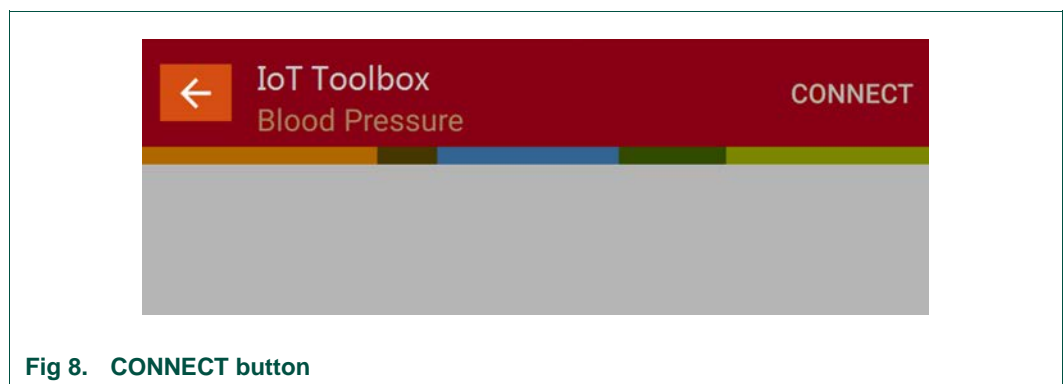 IoT Toolbox
CONNECT
Blood Pressure
Fig 8. CONNECT button